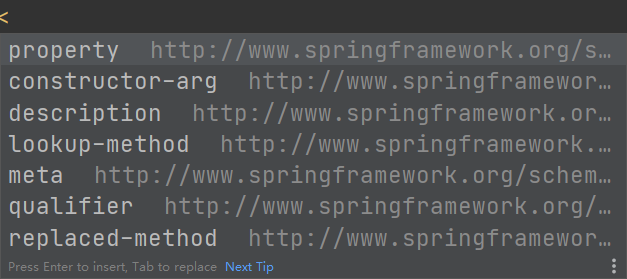 <
property http://www.springframework.org/s…
constructor-arg http://www.springframewor…
description http://www.springframework.or…
lookup-method http://www.springframework.…
meta http://www.springframework.org/schem…
qualifier http://www.springframework.org/…
replaced-method http://www.springframewor…
Press Enter to insert, Tab to replace Next Tip